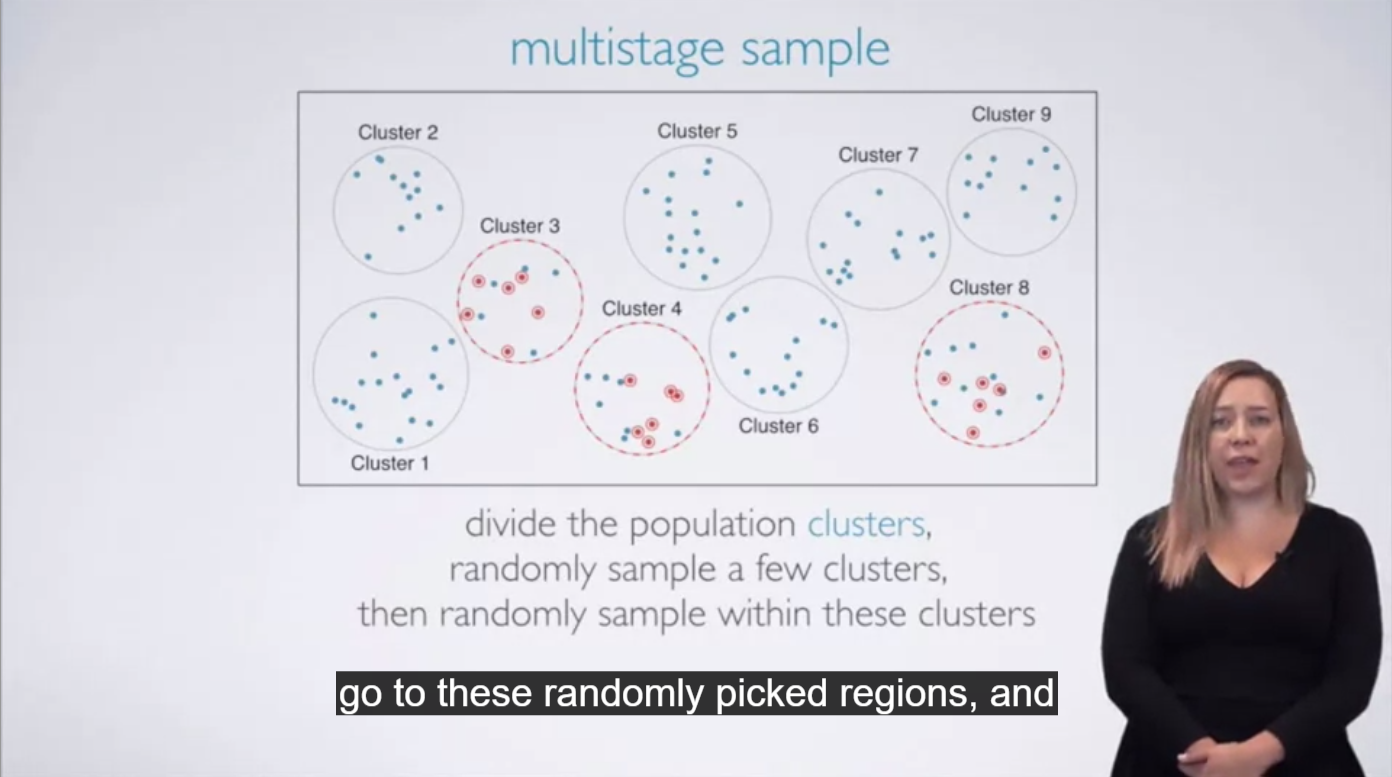 multistage sample
Cluster 9
Cluster 2
Cluster 5
Cluster 7
Cluster 3
Cluster 8
Cluster 4
Cluster 6
Cluster 1
divide the population clusters,
randomly sample a few clusters,
then randomly sample within these clusters
go to these randomly picked regions, and